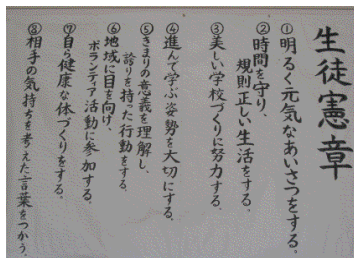 生徒憲章
①明るく元気なあいさつをする。
②時間を守り、
規則正しい生活をする。
③美しい学校づくりに努力する。
④進んで学ぶ姿勢を大切にする。
⑤きまりの意義を理解し、
誇りを持った行動をする。
⑥地域に目を向け、
ボランティア活動に参加する。
⑦自ら健康な体づくりをする。
⑧相手の気持ちを考えた言葉をつかう。